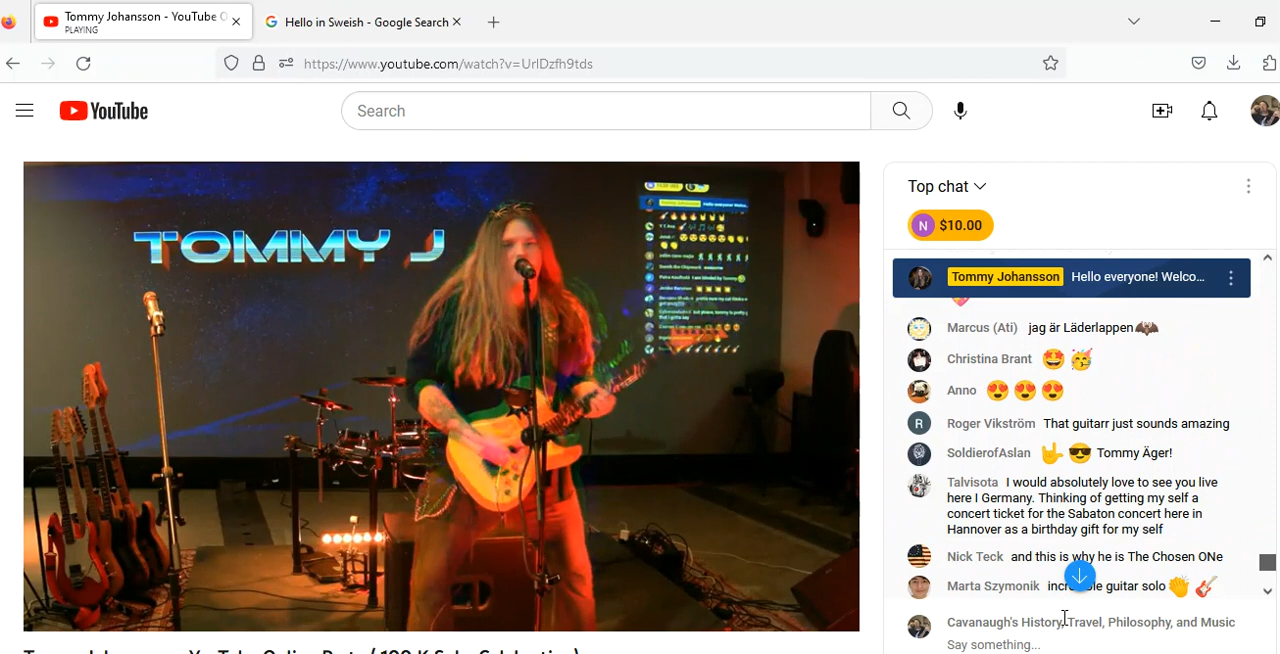 Tommy Johansson - YouTube O
PLAYING
Hello in Sweish - Google Search
https://www.youtube.com/watch?v=UrlDzfh9tds
YouTube
Search
TOMMY J
Top chat
N $10.00
Tommy Johansson Hello everyone! Welco...
Marcus (Ati) jag är Läderlappen
Christina Brant
Anno
R Roger Vikström That guitarr just sounds amazing
SoldierofAslan Tommy Äger!
Talvisota I would absolutely love to see you live
here I Germany. Thinking of getting my self a
concert ticket for the Sabaton concert here in
Hannover as a birthday gift for my self
Nick Teck and this is why he is The Chosen ONe
Marta Szymonik guitar solo
Cavanaugh's History, Travel, Philosophy, and Music
Say something...